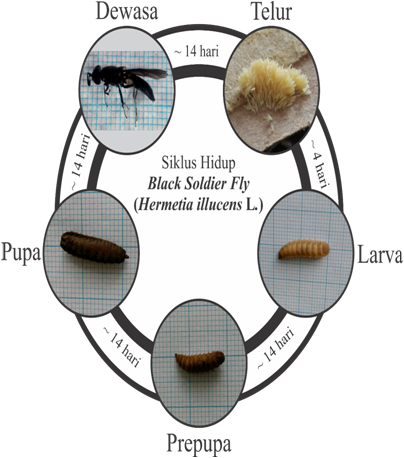 Dewasa
Telur
~ 14 hari
~ 14 hari
~ 4 hari
Siklus Hidup
Black Soldier Fly
(Hermetia illucens L.)
Pupa
Larva
~ 14 hari
~ 14 hari
Prepupa